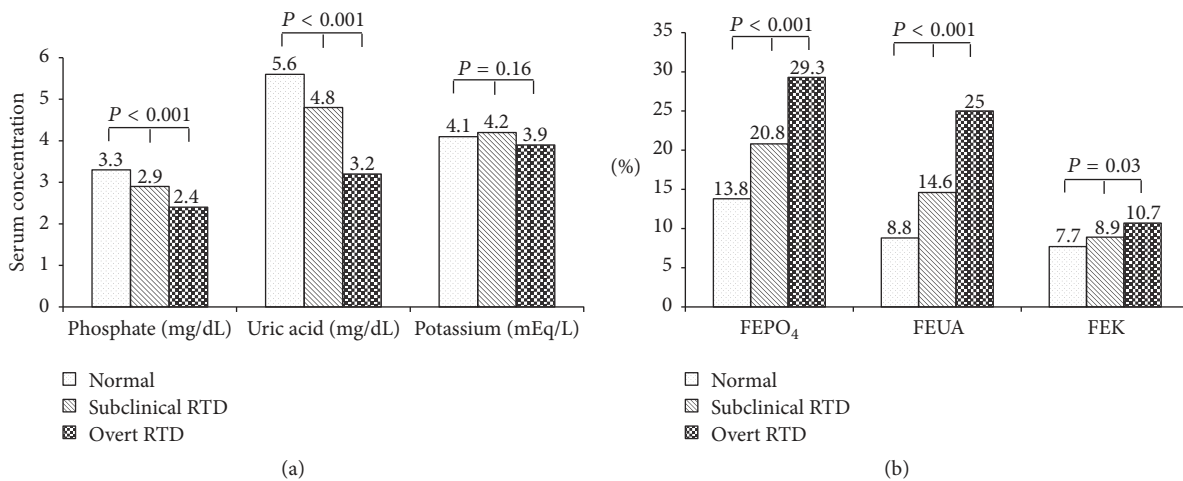 P < 0.001
P < 0.001
P = 0.16
6
5
4
3
2
1
0
Serum concentration
3.3
2.9
2.4
5.6
4.8
3.2
4.1
4.2
3.9
Phosphate (mg/dL)
Uric acid (mg/dL)
Potassium (mEq/L)
Normal
Subclinical RTD
Overt RTD
(a)
P < 0.001
P < 0.001
P = 0.03
35
30
25
20
15
10
5
0
(%)
13.8
20.8
29.3
8.8
14.6
25
7.7
8.9
10.7
FEPO₄
FEUA
FEK
Normal
Subclinical RTD
Overt RTD
(b)